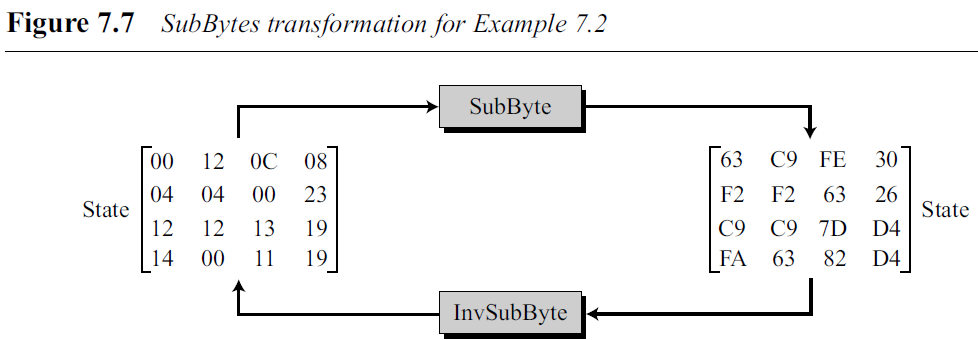 Figure 7.7 SubBytes transformation for Example 7.2
SubByte
00 12 0C 08
04 04 00 23
12 12 13 19
14 00 11 19
State
63 C9 FE 30
F2 F2 63 26
C9 C9 7D D4
FA 63 82 D4
State
InvSubByte